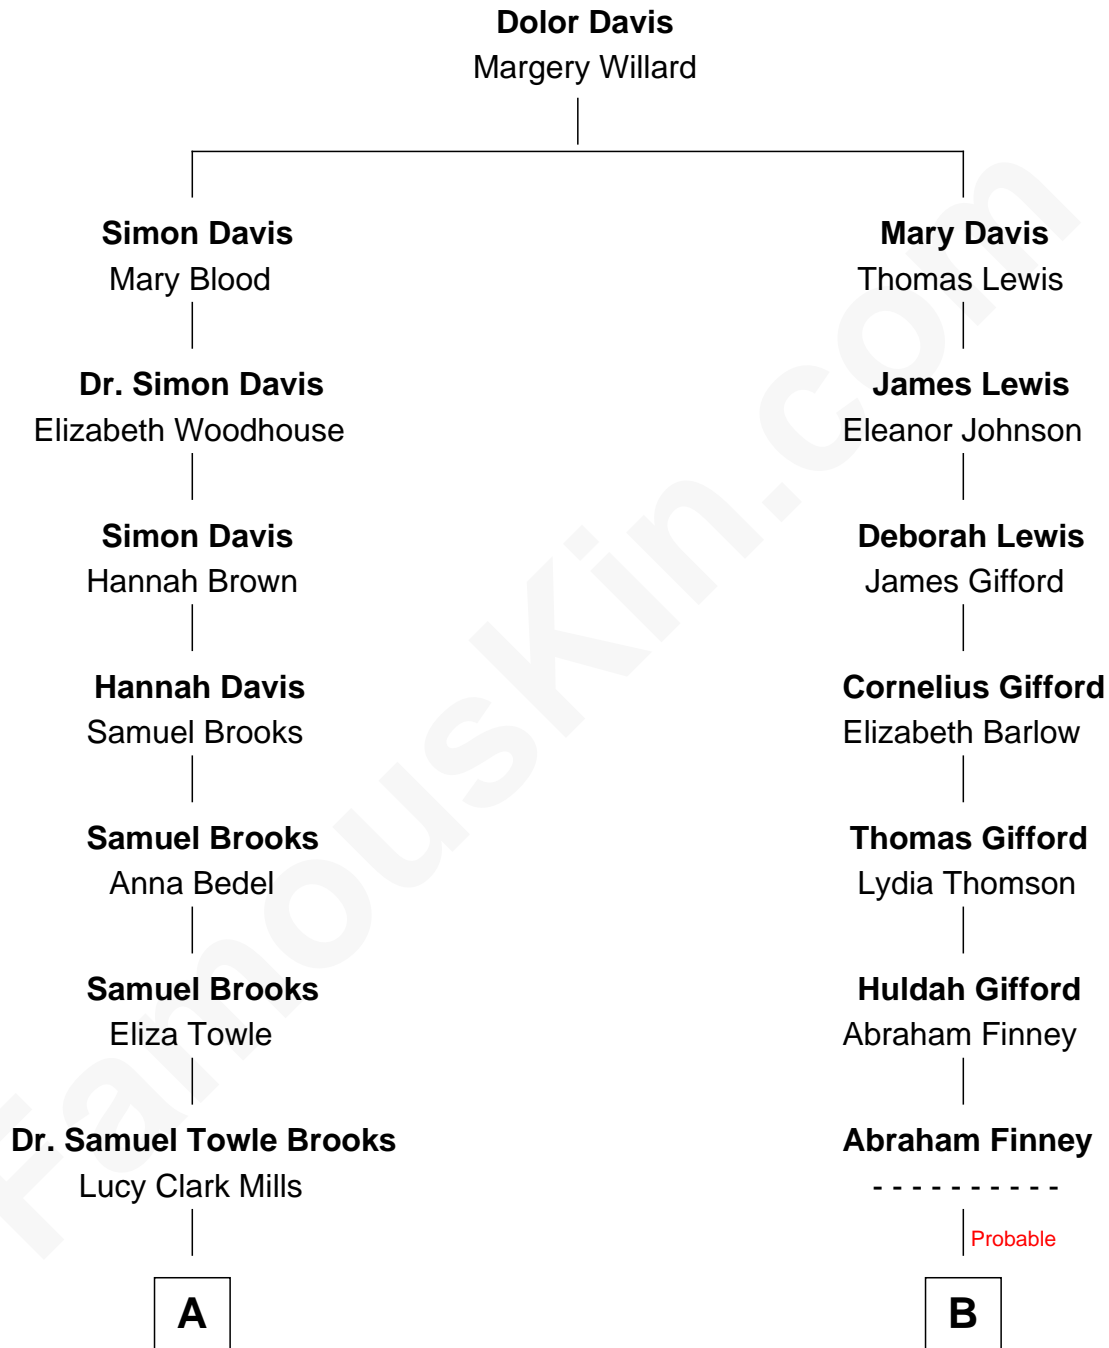 Dolor Davis
Margery Willard
Simon Davis
Mary Blood
Mary Davis
Thomas Lewis
Dr. Simon Davis
Elizabeth Woodhouse
James Lewis
Eleanor Johnson
Simon Davis
Hannah Brown
Deborah Lewis
James Gifford
Hannah Davis
Samuel Brooks
Cornelius Gifford
Elizabeth Barlow
Samuel Brooks
Anna Bedel
Thomas Gifford
Lydia Thomson
Samuel Brooks
Eliza Towle
Huldah Gifford
Abraham Finney
Dr. Samuel Towle Brooks
Lucy Clark Mills
Abraham Finney
- - - - - - - - - -
Probable
A
B
FamousKin.com